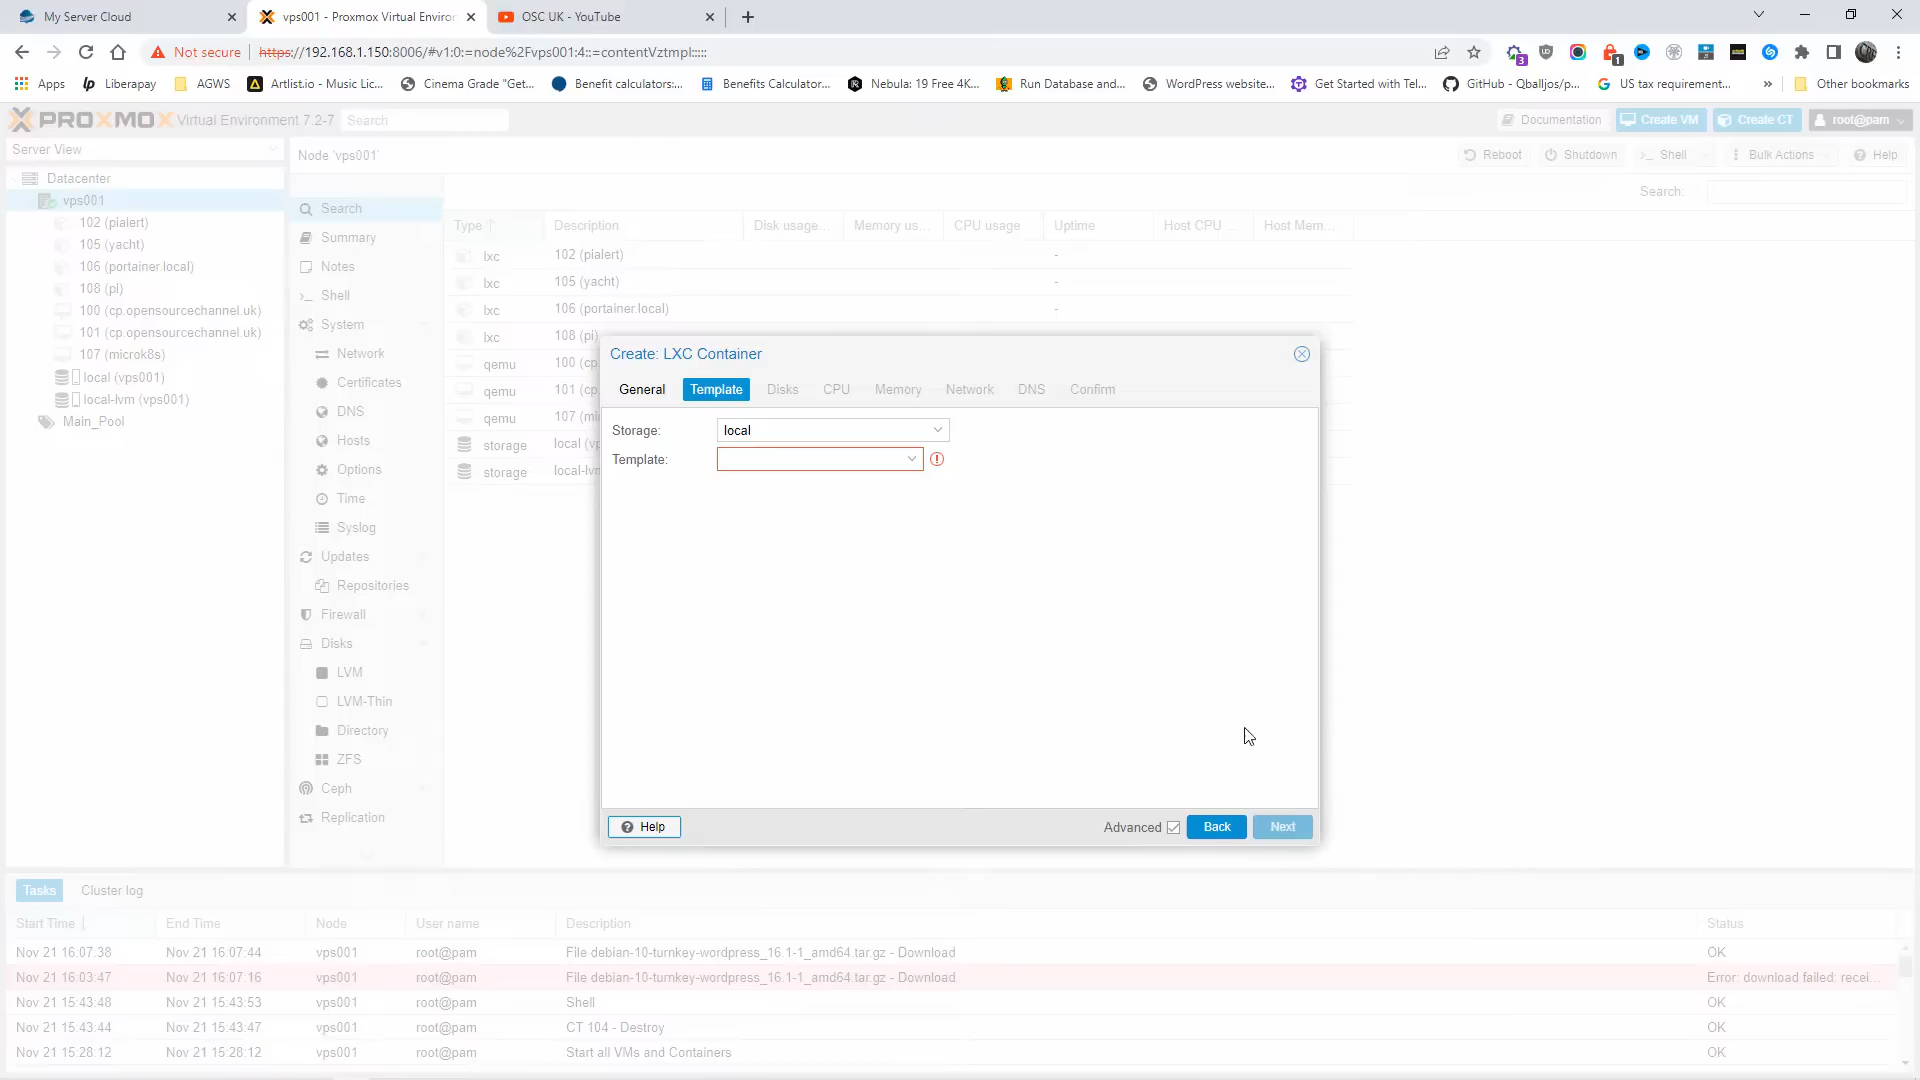 My Server Cloud
vps001 - Proxmox Virtual Environ
OSC UK - YouTube
Not secure
https://192.168.1.150:8006/#v1:0:=node%2Fvps001:4::=contentVztmpl:::::
3
1
Apps
Liberapay
AGWS
Artlist.io - Music Lic...
Cinema Grade "Get...
Benefit calculators:...
Benefits Calculator...
Nebula: 19 Free 4K...
Run Database and...
WordPress website...
Get Started with Tel...
GitHub - Qballjos/p...
US tax requirement...
»
Other bookmarks
PROXMOX
Virtual Environment 7.2-7
Search
Documentation
Create VM
Create CT
root@pam
Server View
Node 'vps001'
Reboot
Shutdown
Shell
Bulk Actions
Help
Datacenter
vps001
102 (pialert)
105 (yacht)
106 (portainer.local)
108 (pi)
100 (cp.opensourcechannel.uk)
101 (cp.opensourcechannel.uk)
107 (microk8s)
local (vps001)
local-lvm (vps001)
Main_Pool
Search
Summary
Notes
Shell
System
Network
Certificates
DNS
Hosts
Options
Time
Syslog
Updates
Repositories
Firewall
Disks
LVM
LVM-Thin
Directory
ZFS
Ceph
Replication
Search:
Type
Description
Disk usage...
Memory us...
CPU usage
Uptime
Host CPU ...
Host Mem...
lxc 102 (pialert) -
lxc 105 (yacht) -
lxc 106 (portainer.local) -
lxc 108 (pi)
qemu 100 (cp
qemu 101 (cp
qemu 107 (mi
storage local (vp
storage local-lvm
Create: LXC Container
General
Template
Disks
CPU
Memory
Network
DNS
Confirm
Storage: local
Template:
Help
Advanced
Back
Next
Tasks
Cluster log
Start Time
End Time
Node
User name
Description
Status
Nov 21 16:07:38 Nov 21 16:07:44 vps001 root@pam File debian-10-turnkey-wordpress_16.1-1_amd64.tar.gz - Download OK
Nov 21 16:03:47 Nov 21 16:07:16 vps001 root@pam File debian-10-turnkey-wordpress_16.1-1_amd64.tar.gz - Download Error: download failed: recei...
Nov 21 15:43:48 Nov 21 15:43:53 vps001 root@pam Shell OK
Nov 21 15:43:44 Nov 21 15:43:47 vps001 root@pam CT 104 - Destroy OK
Nov 21 15:28:12 Nov 21 15:28:12 vps001 root@pam Start all VMs and Containers OK